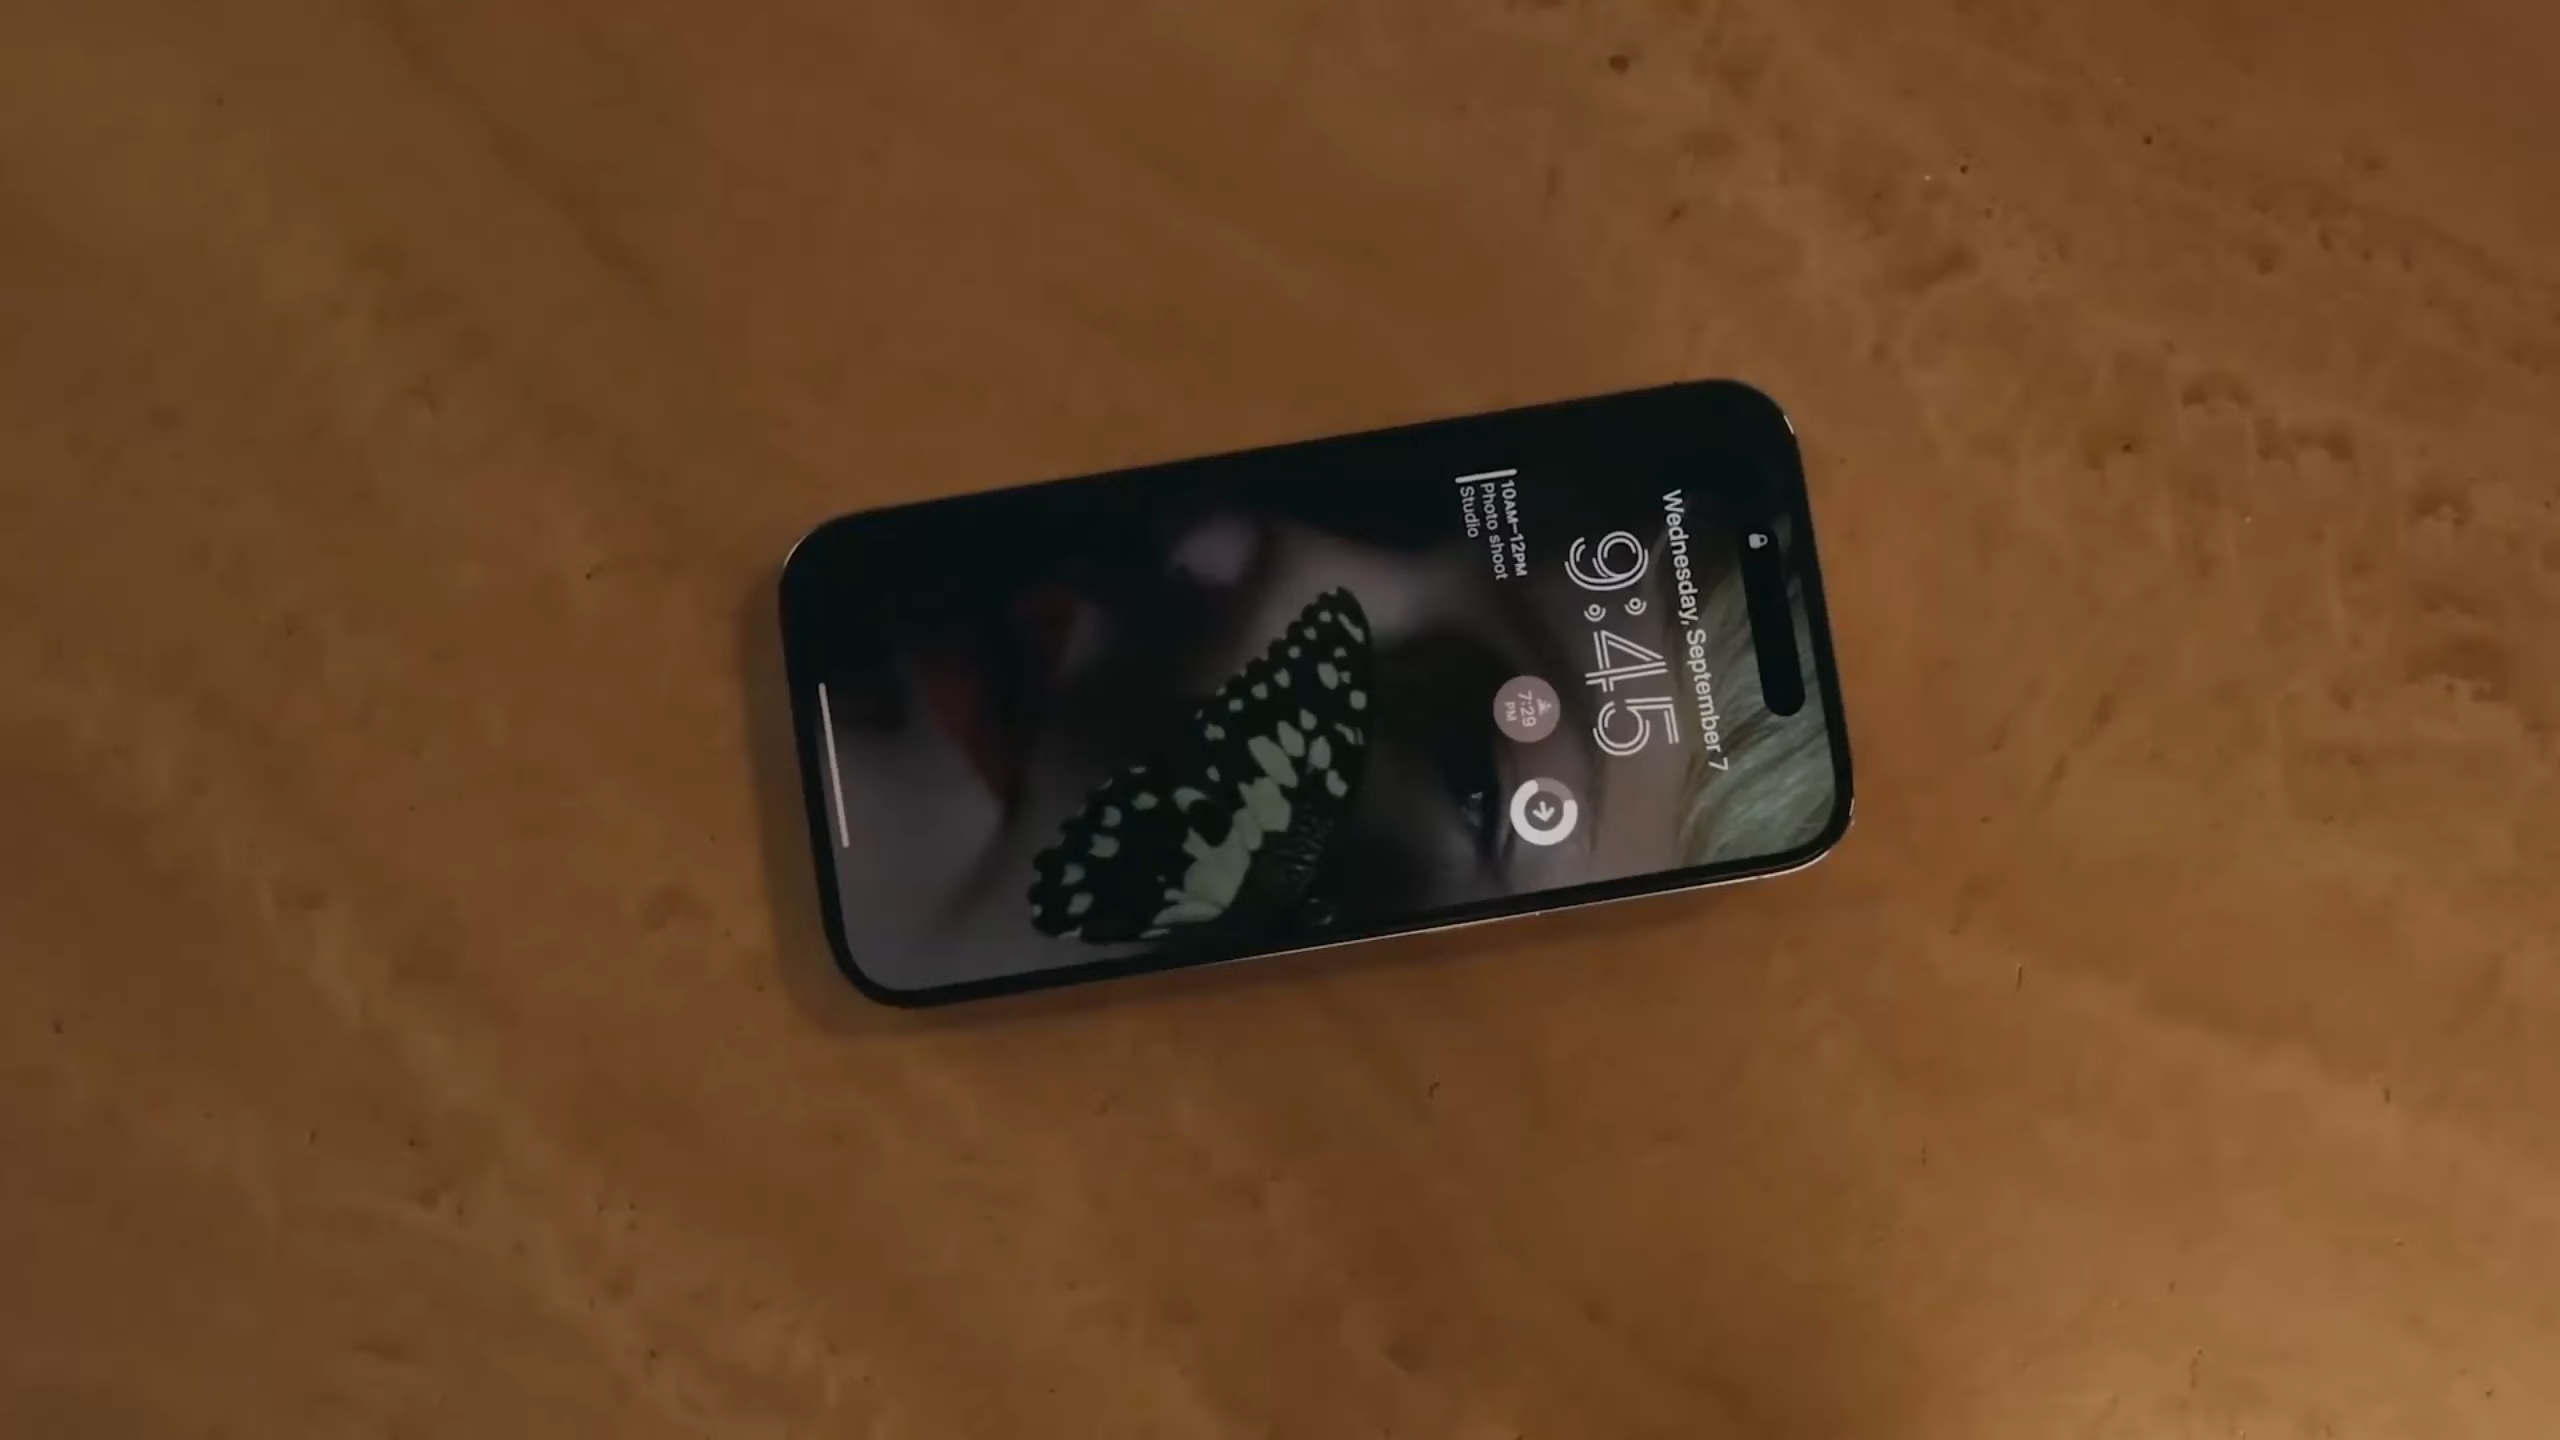 Wednesday, September 7
9:45
10AM–12PM
Photo shoot
Studio
7:29
PM